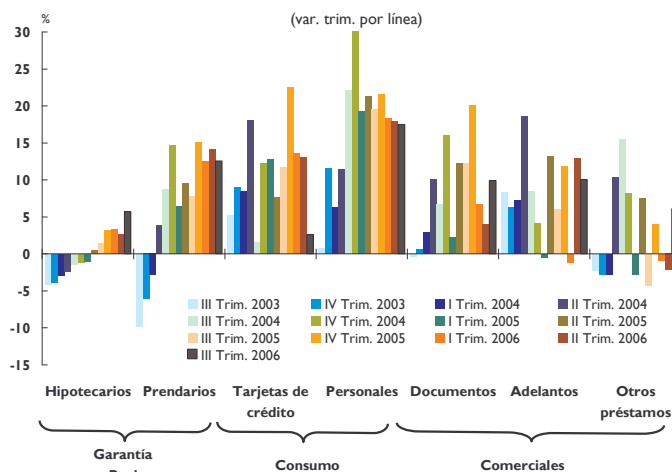 %
(var. trim. por línea)
30
25
20
15
10
5
0
-5
-10
-15
III Trim. 2003
IV Trim. 2003
I Trim. 2004
II Trim. 2004
III Trim. 2004
IV Trim. 2004
I Trim. 2005
II Trim. 2005
III Trim. 2005
IV Trim. 2005
I Trim. 2006
II Trim. 2006
III Trim. 2006
Hipotecarios
Prendarios
Tarjetas de
crédito
Personales
Documentos
Adelantos
Otros
préstamos
Garantía
Consumo
Comerciales